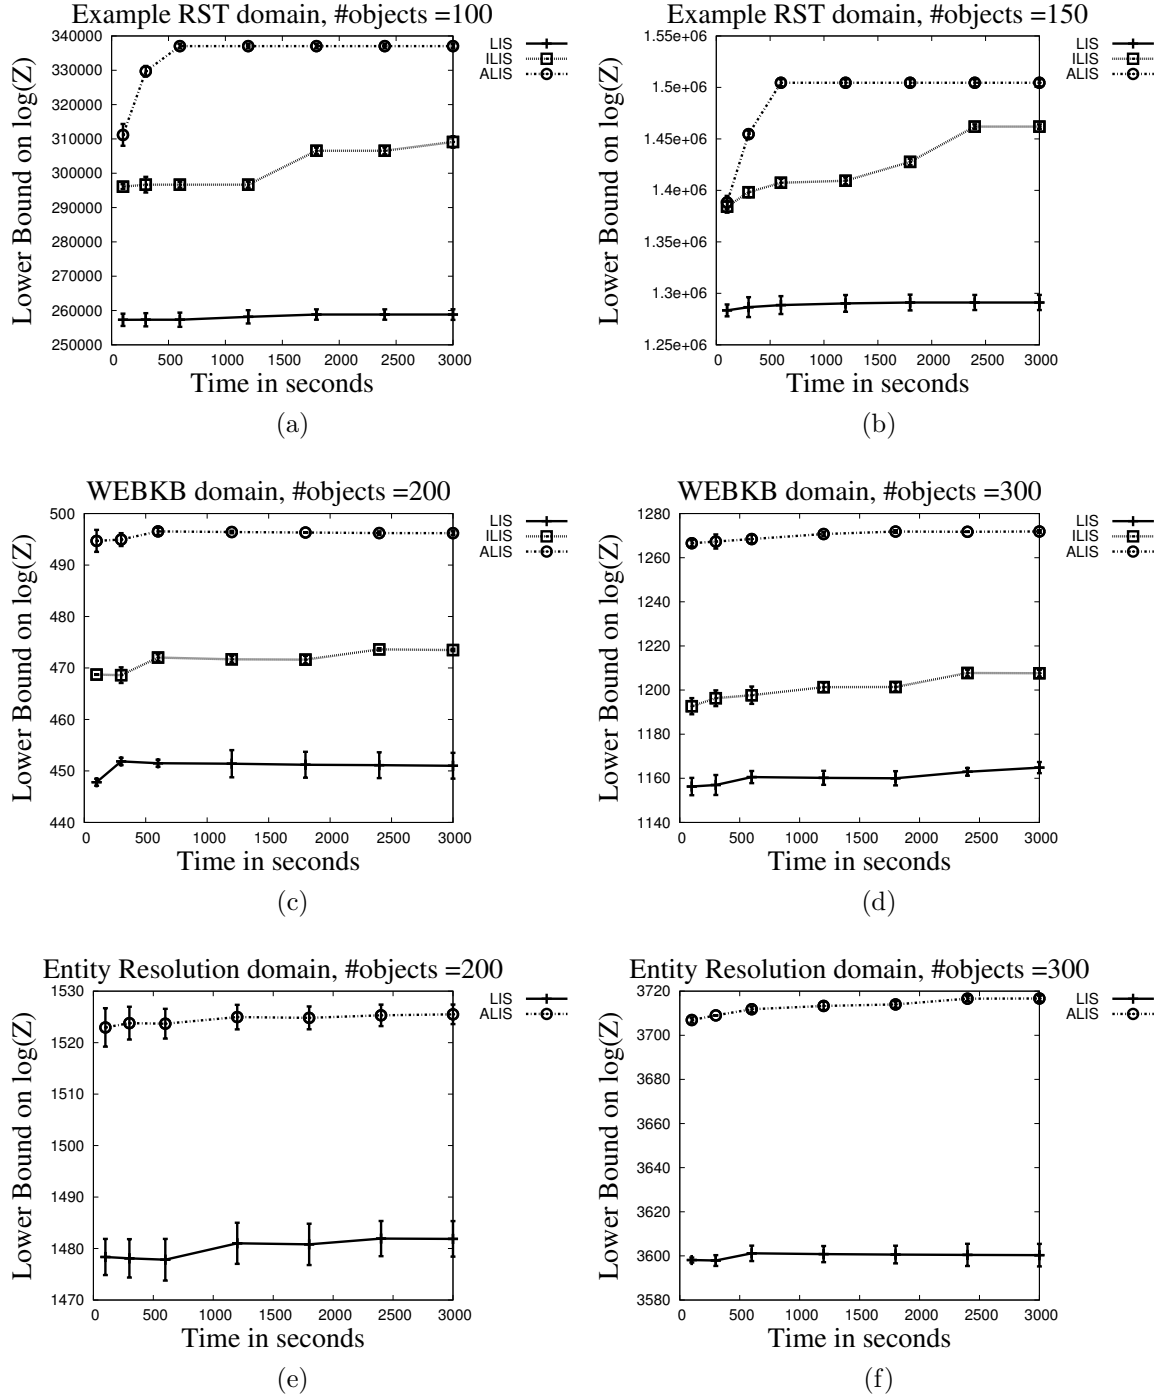 Example RST domain, #objects =100
Lower Bound on log(Z)
340000
330000
320000
310000
300000
290000
280000
270000
260000
250000
0 500 1000 1500 2000 2500 3000
Time in seconds
LIS
ILIS
ALIS
(a)
Example RST domain, #objects =150
Lower Bound on log(Z)
1.55e+06
1.5e+06
1.45e+06
1.4e+06
1.35e+06
1.3e+06
1.25e+06
0 500 1000 1500 2000 2500 3000
Time in seconds
LIS
ILIS
ALIS
(b)
WEBKB domain, #objects =200
Lower Bound on log(Z)
500
490
480
470
460
450
440
0 500 1000 1500 2000 2500 3000
Time in seconds
LIS
ILIS
ALIS
(c)
WEBKB domain, #objects =300
Lower Bound on log(Z)
1280
1260
1240
1220
1200
1180
1160
1140
0 500 1000 1500 2000 2500 3000
Time in seconds
LIS
ILIS
ALIS
(d)
Entity Resolution domain, #objects =200
Lower Bound on log(Z)
1530
1520
1510
1500
1490
1480
1470
0 500 1000 1500 2000 2500 3000
Time in seconds
LIS
ALIS
(e)
Entity Resolution domain, #objects =300
Lower Bound on log(Z)
3720
3700
3680
3660
3640
3620
3600
3580
0 500 1000 1500 2000 2500 3000
Time in seconds
LIS
ALIS
(f)